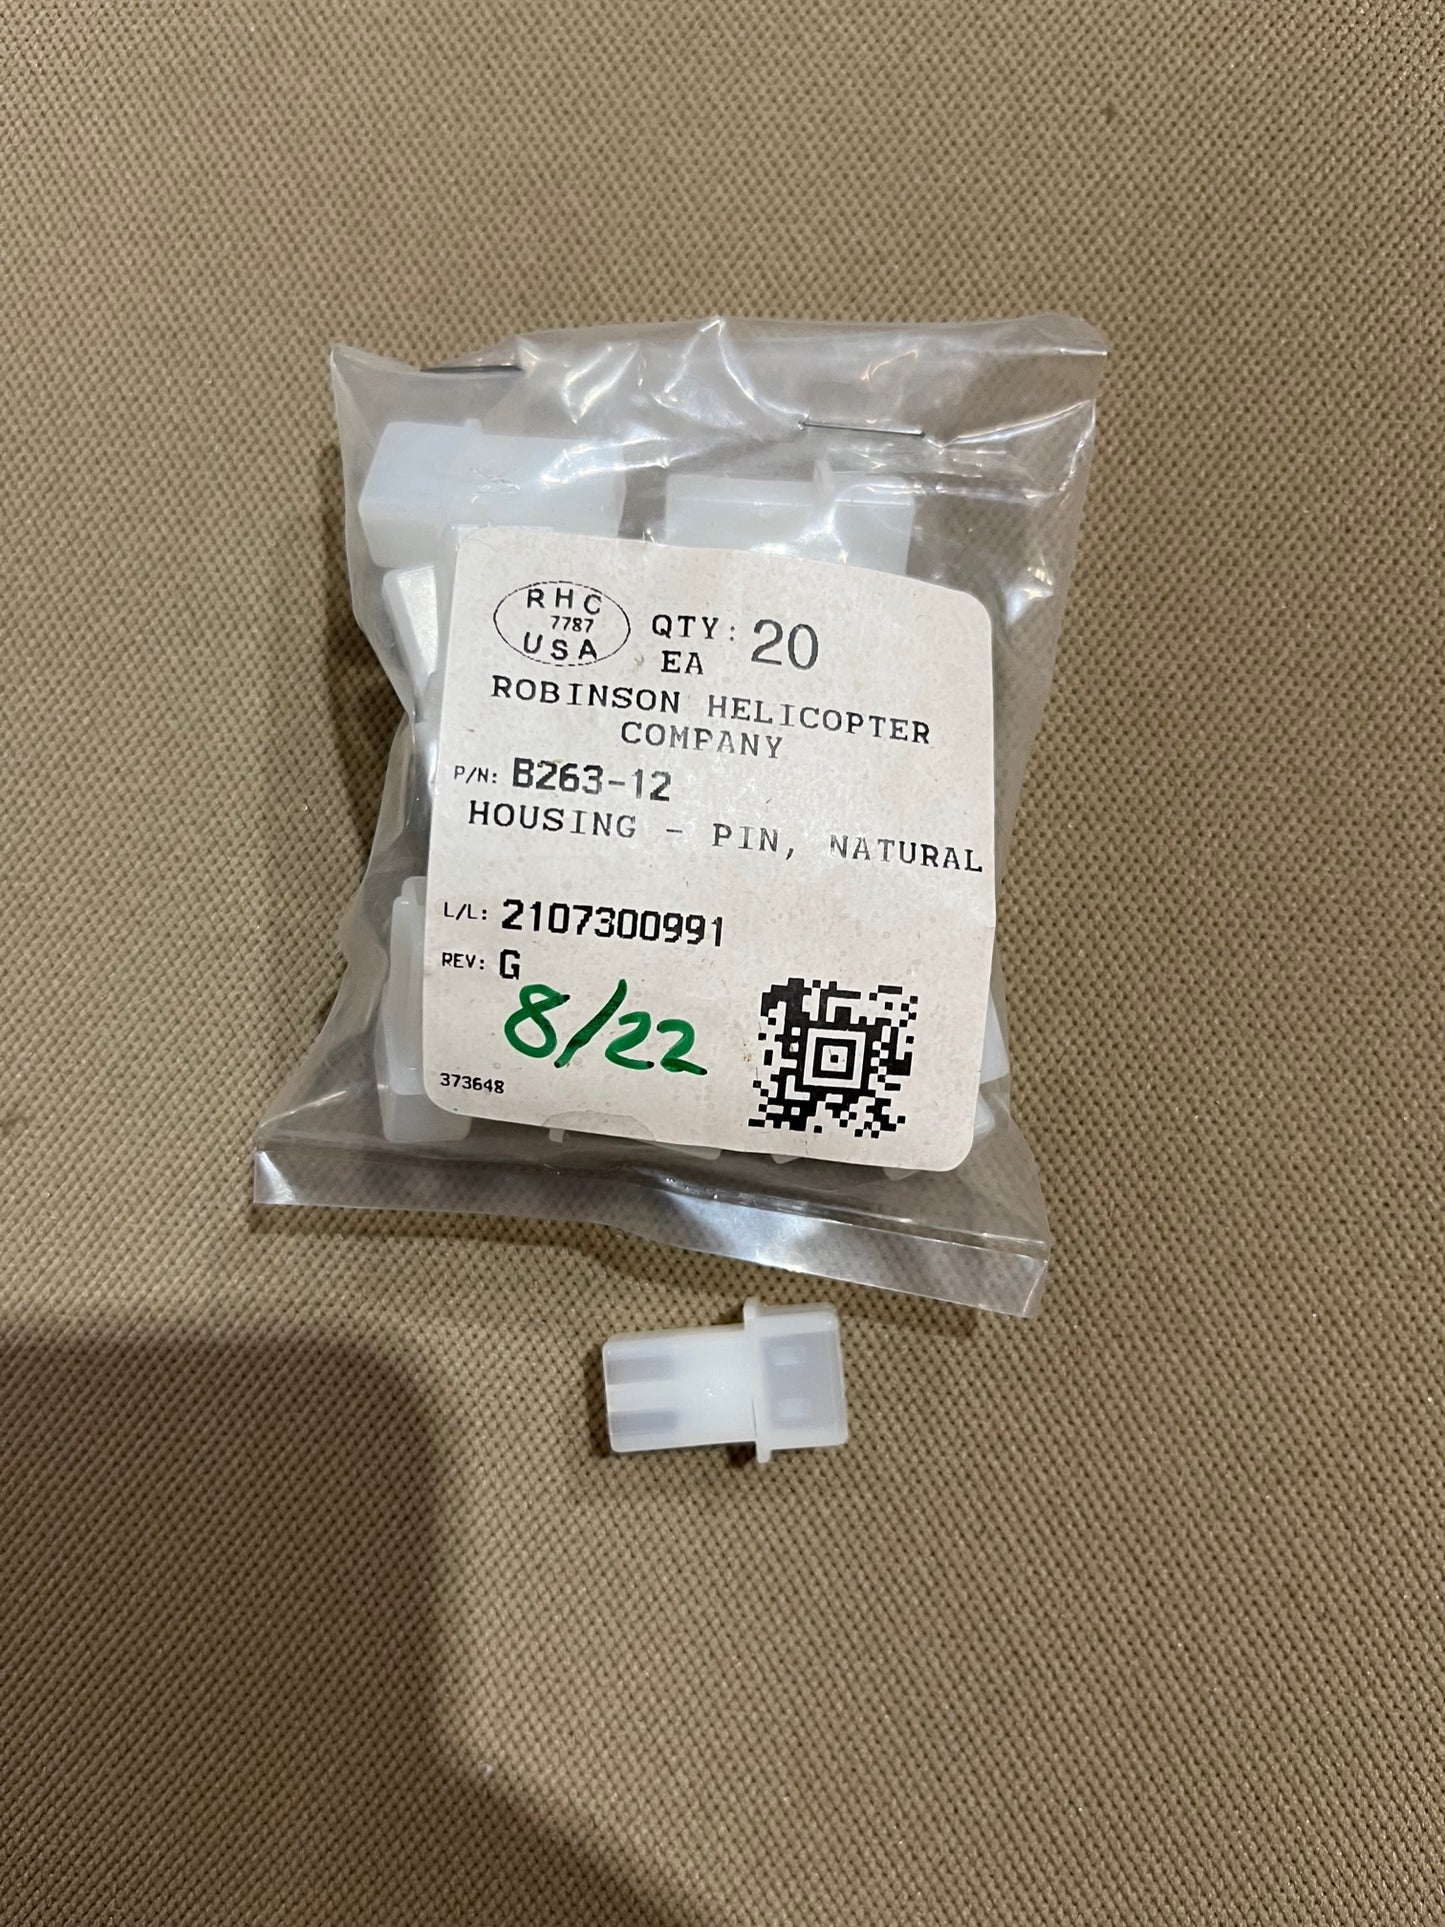 RHC
7787
USA
QTY: 20
EA
ROBINSON HELICOPTER
COMPANY
P/N: B263-12
HOUSING - PIN, NATURAL
L/L: 2107300991
REV: G
8/22
373648